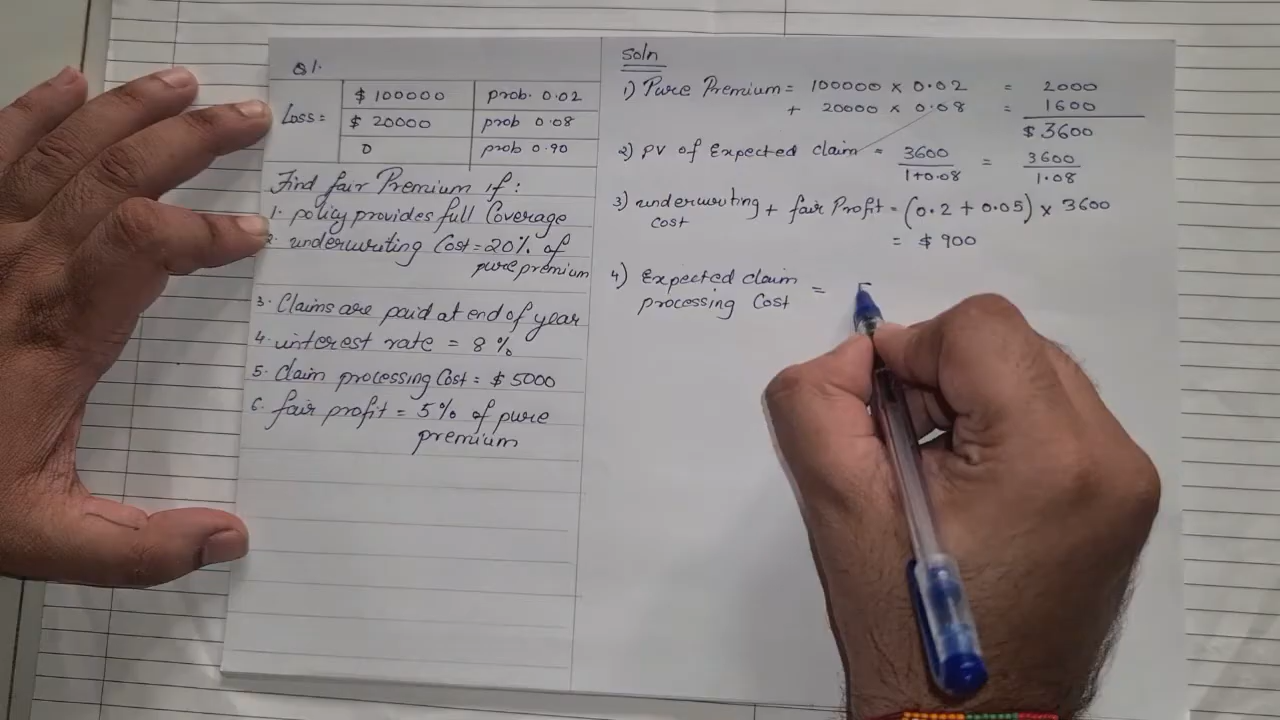 Q1.
Loss = $ 100000 prob. 0.02
$ 20000 prob 0.08
0 prob 0.90
Find fair Premium if:
1. policy provides full Coverage
2. underwriting Cost = 20% of
pure premium
3. Claims are paid at end of year
4. interest rate = 8 %
5. Claim processing Cost = $ 5000
6. fair profit = 5% of pure
premium
Soln
1) Pure Premium = 100000 x 0.02 = 2000
+ 20000 x 0.08 = 1600
$ 3600
2) PV of Expected claim = 3600 = 3600
1+0.08 1.08
3) underwriting + fair Profit = (0.2 + 0.05) x 3600
cost
= $ 900
4) Expected claim
processing Cost =